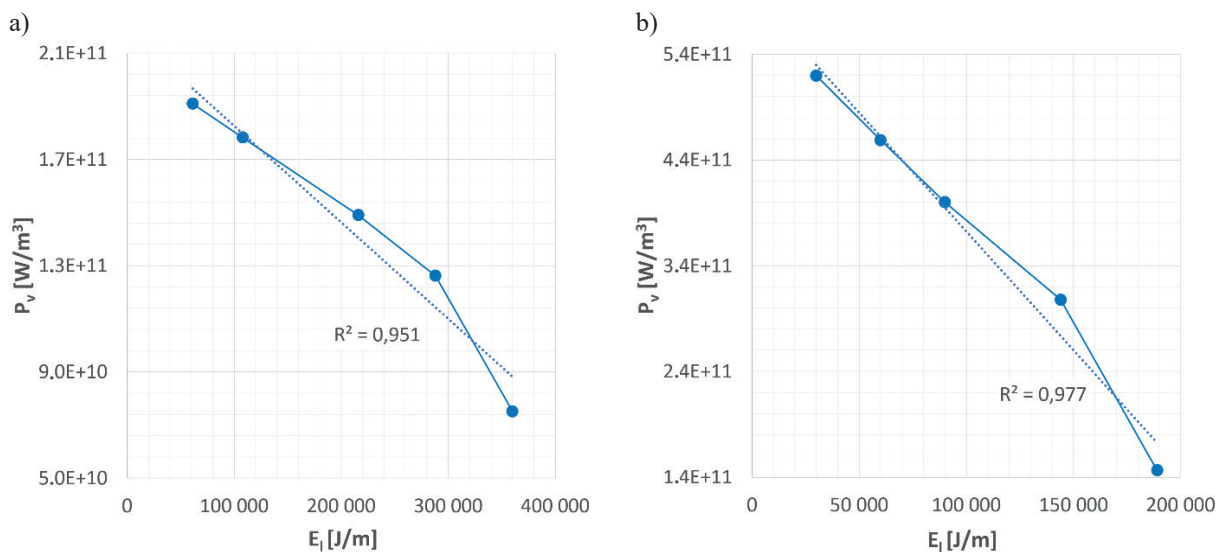 a)
2.1E+11
1.7E+11
1.3E+11
9.0E+10
5.0E+10
Pv [W/m³]
R² = 0,951
0
100 000
200 000
300 000
400 000
El [J/m]
b)
5.4E+11
4.4E+11
3.4E+11
2.4E+11
1.4E+11
Pv [W/m³]
R² = 0,977
0
50 000
100 000
150 000
200 000
El [J/m]